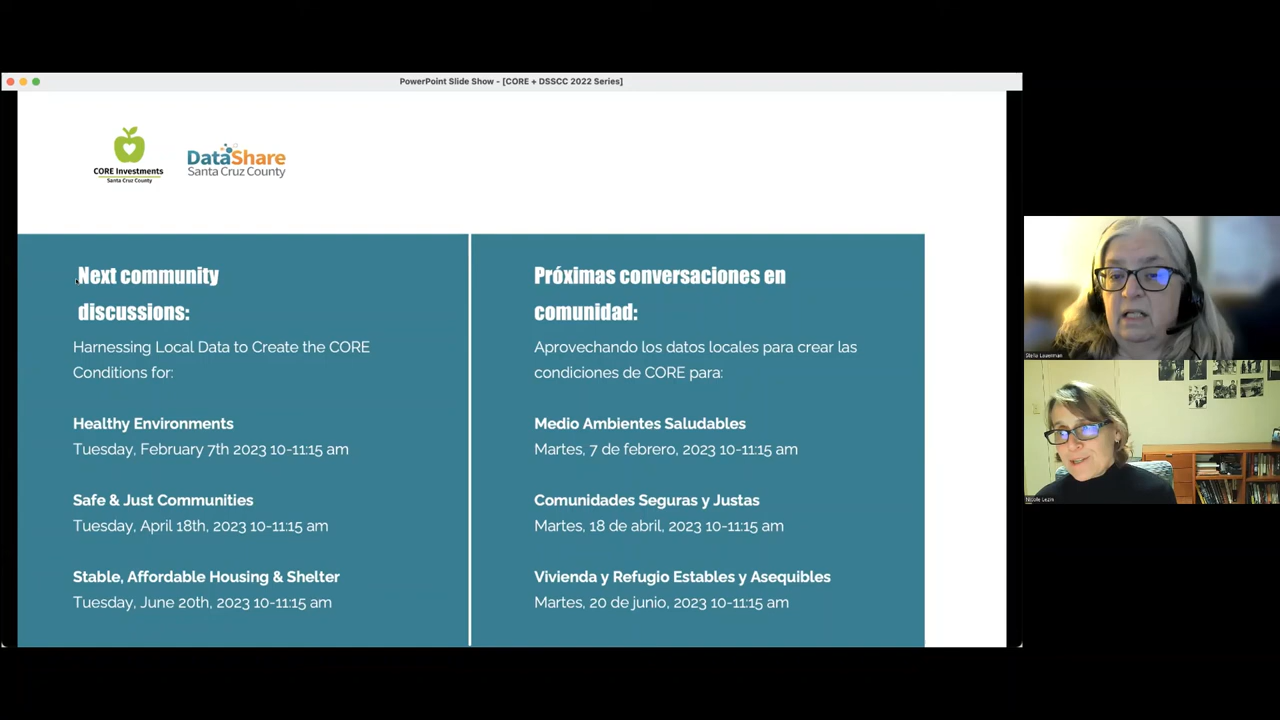 PowerPoint Slide Show - [CORE + DSSCC 2022 Series]
CORE Investments
Santa Cruz County
DataShare
Santa Cruz County
Next community
discussions:
Harnessing Local Data to Create the CORE
Conditions for:
Healthy Environments
Tuesday, February 7th 2023 10-11:15 am
Safe & Just Communities
Tuesday, April 18th, 2023 10-11:15 am
Stable, Affordable Housing & Shelter
Tuesday, June 20th, 2023 10-11:15 am
Próximas conversaciones en
comunidad:
Aprovechando los datos locales para crear las
condiciones de CORE para:
Medio Ambientes Saludables
Martes, 7 de febrero, 2023 10-11:15 am
Comunidades Seguras y Justas
Martes, 18 de abril, 2023 10-11:15 am
Vivienda y Refugio Estables y Asequibles
Martes, 20 de junio, 2023 10-11:15 am
Stella Lauerman
Nicole Lezin